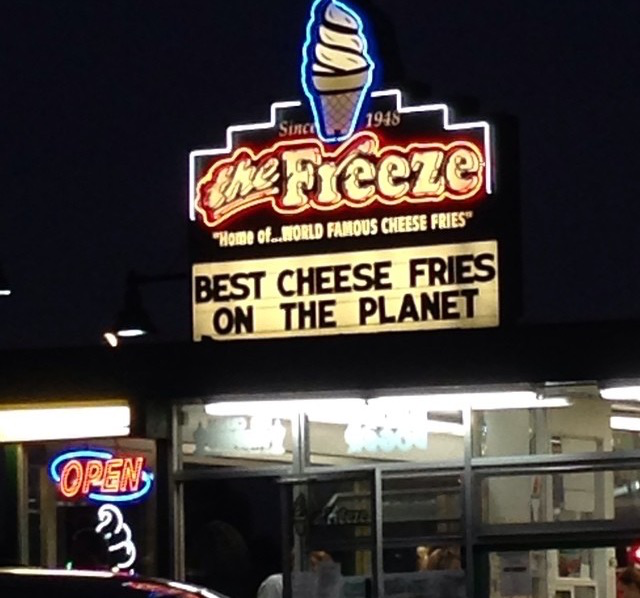 Since 1948
the Freeze
"Home of...WORLD FAMOUS CHEESE FRIES"
BEST CHEESE FRIES
ON THE PLANET
OPEN